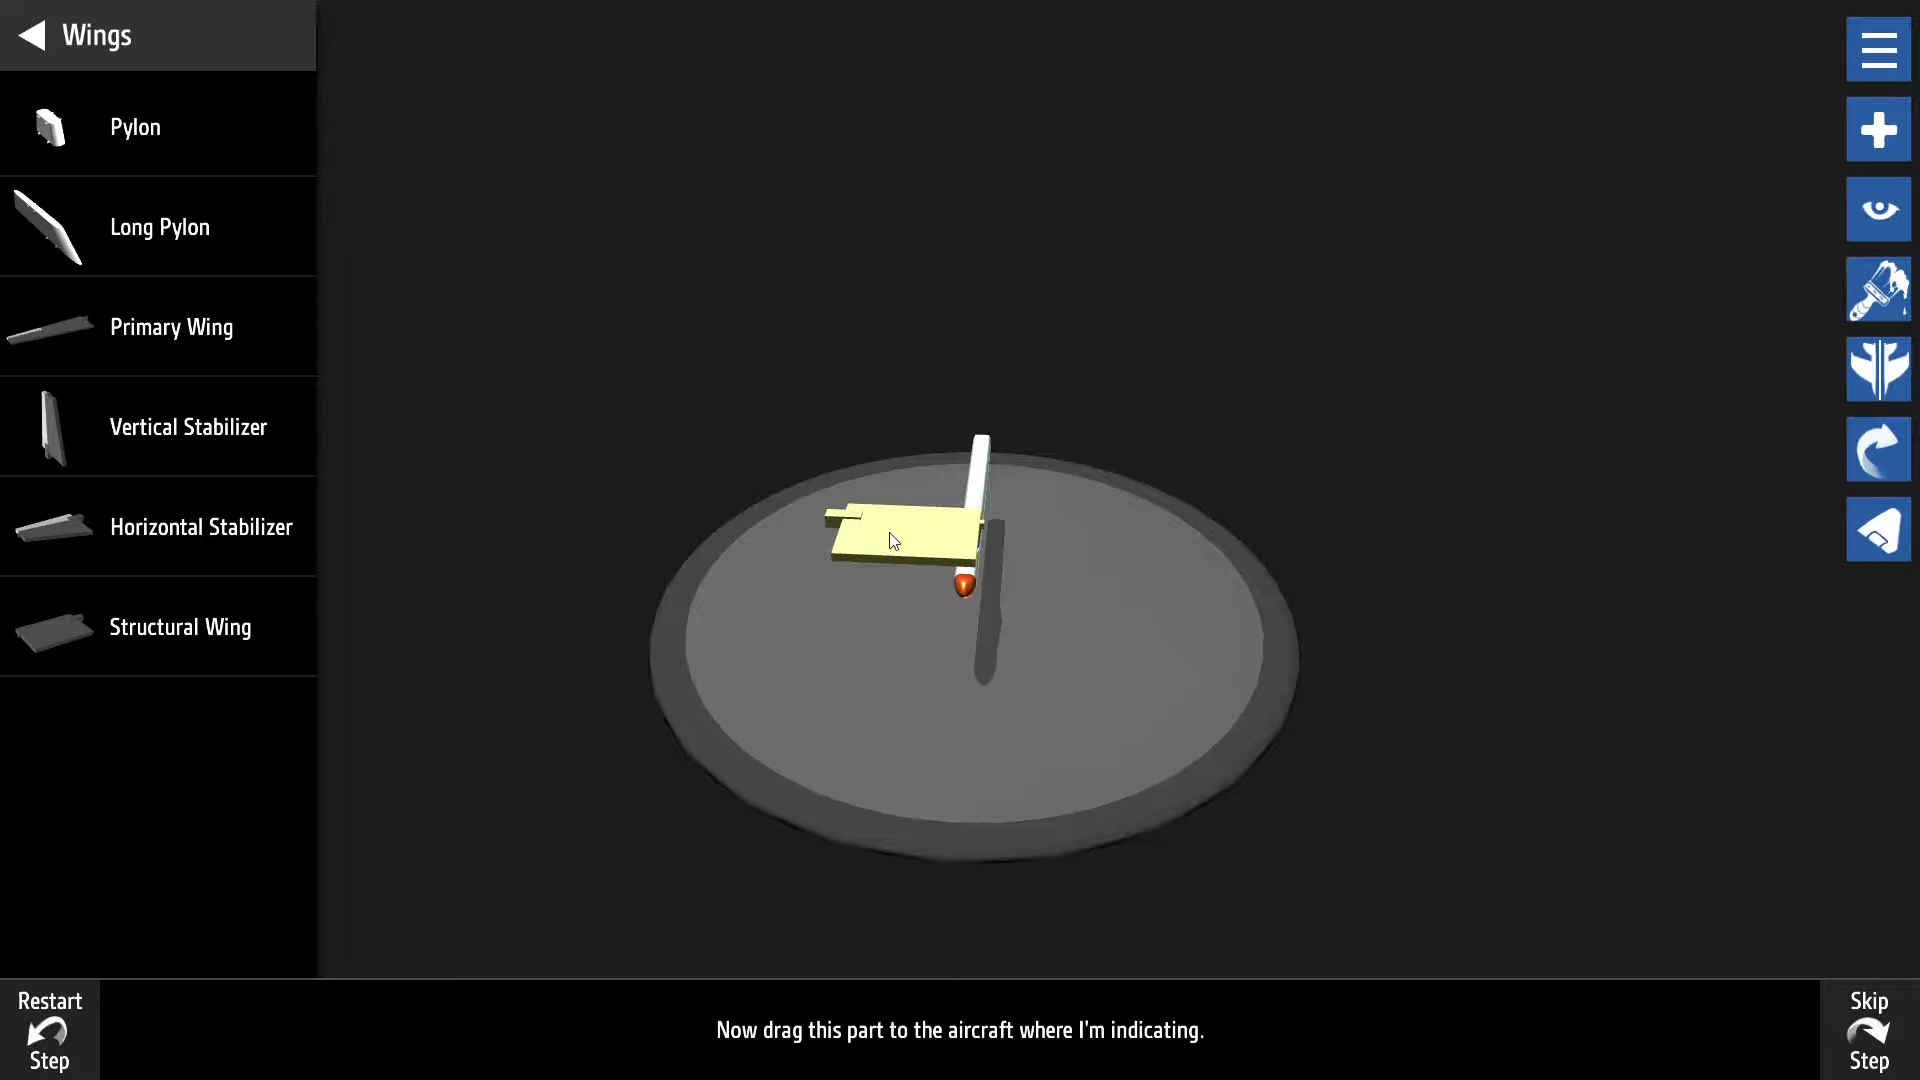 Wings
Pylon
Long Pylon
Primary Wing
Vertical Stabilizer
Horizontal Stabilizer
Structural Wing
Restart
Step
Now drag this part to the aircraft where I'm indicating.
Skip
Step